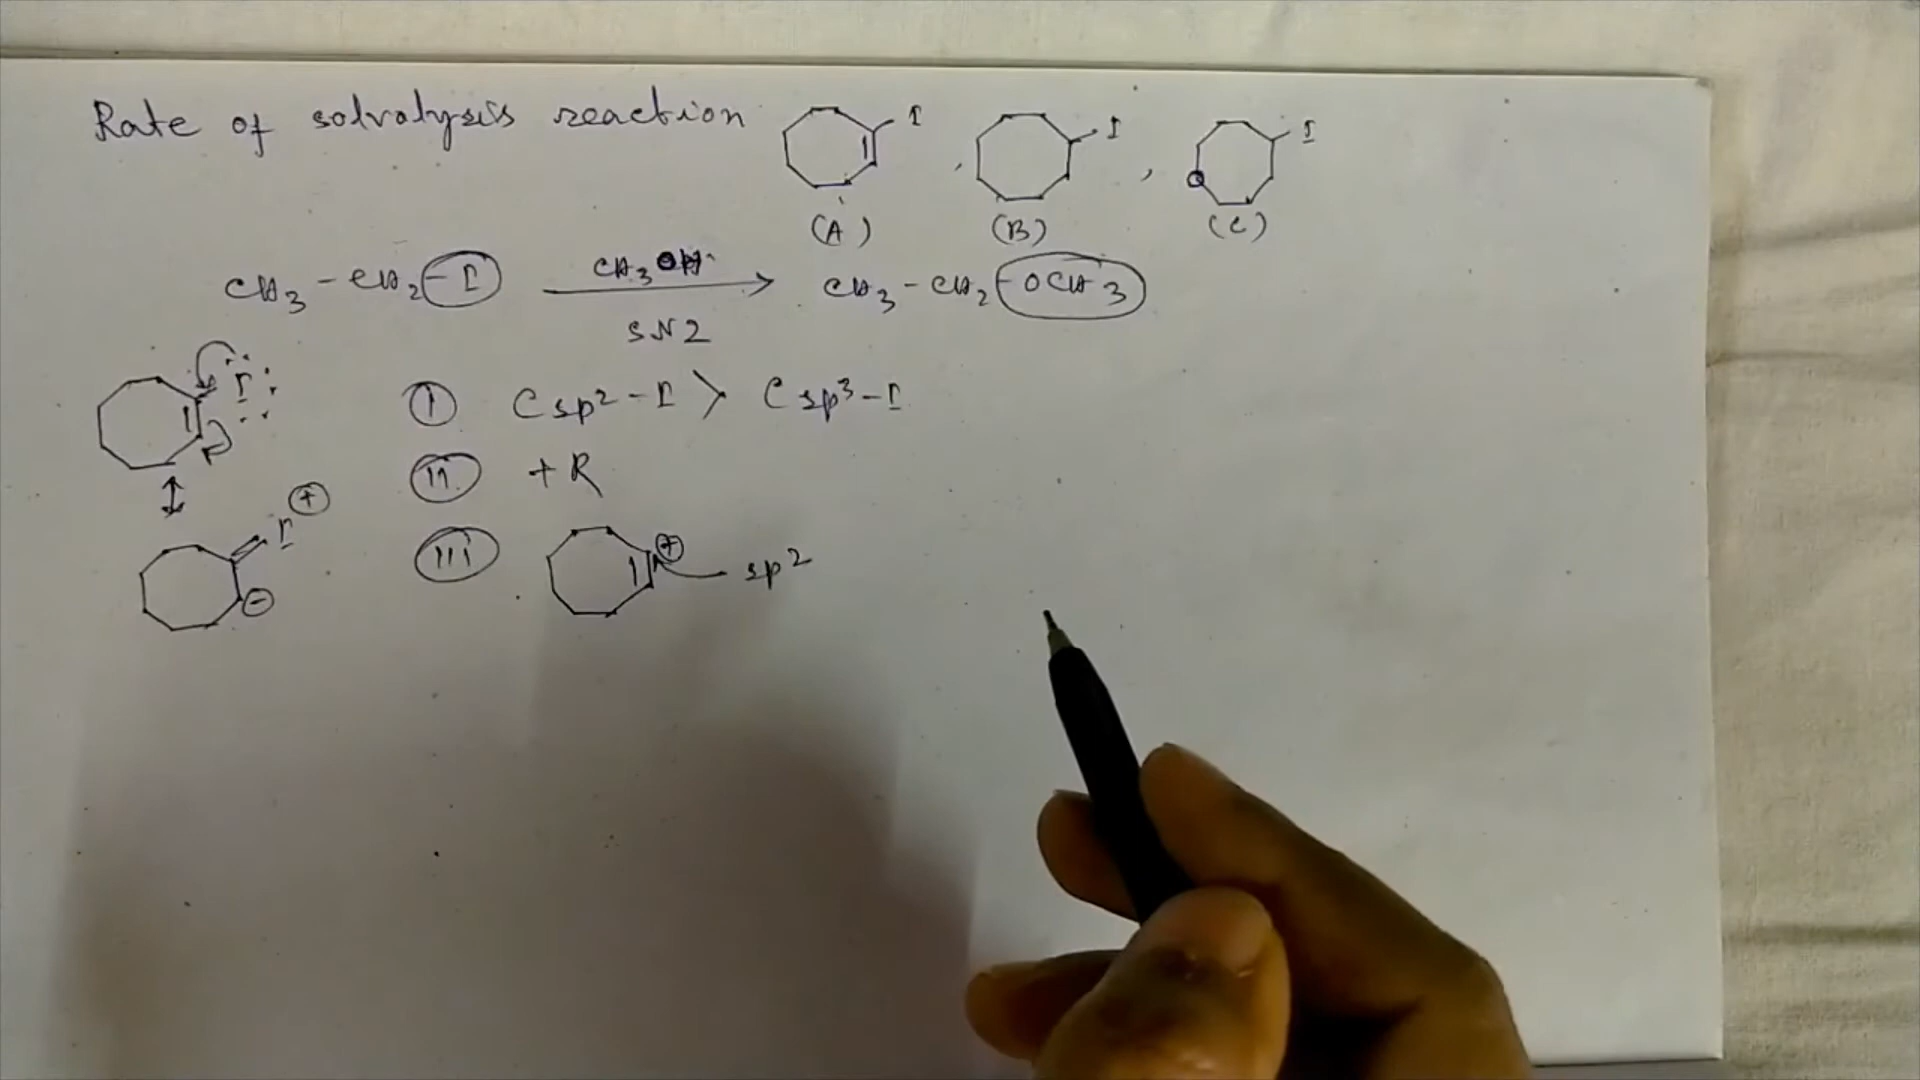 Rate of solvolysis reaction
I , I , I
O
(A) (B) (C)
CH3 - CH2 - I CH3OH CH3 - CH2 - OCH3
SN2
I
(I) Csp2 - I > Csp3 - I
(II) + R
I +
-
(III) + sp2